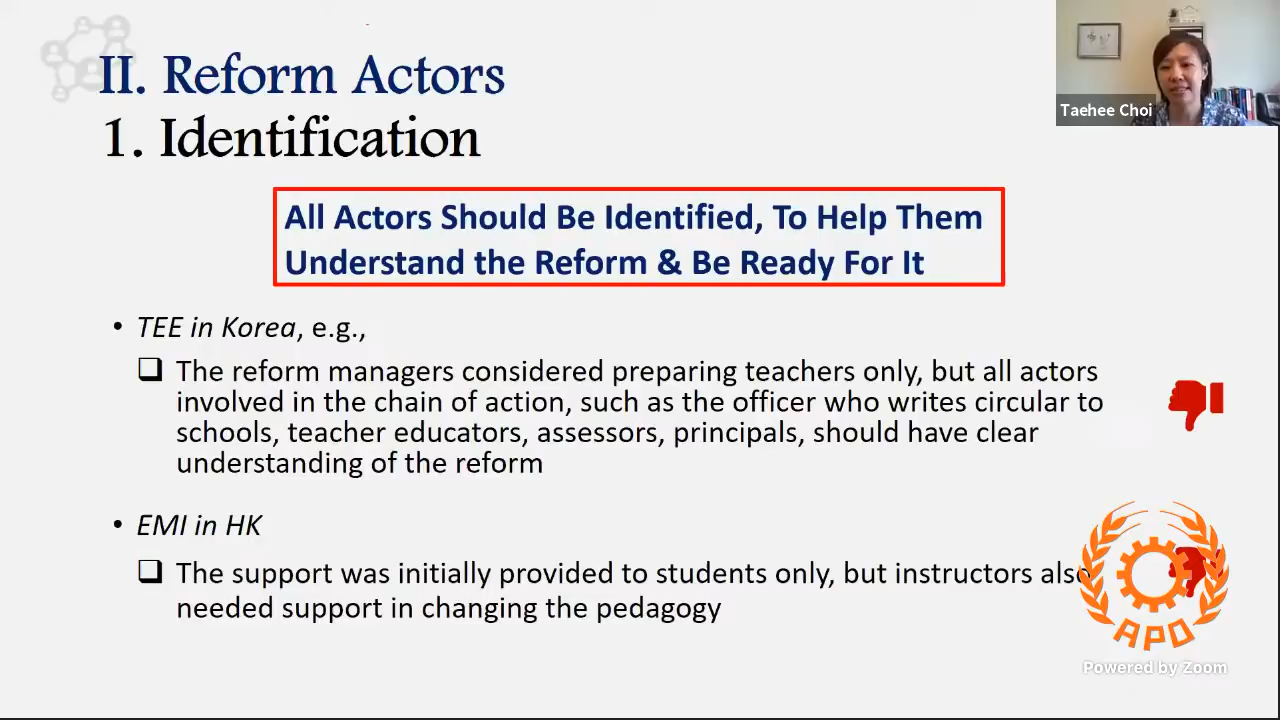 II. Reform Actors
1. Identification
Taehee Choi
All Actors Should Be Identified, To Help Them
Understand the Reform & Be Ready For It
• TEE in Korea, e.g.,
The reform managers considered preparing teachers only, but all actors
involved in the chain of action, such as the officer who writes circular to
schools, teacher educators, assessors, principals, should have clear
understanding of the reform
• EMI in HK
The support was initially provided to students only, but instructors also
needed support in changing the pedagogy
APO
Powered by Zoom